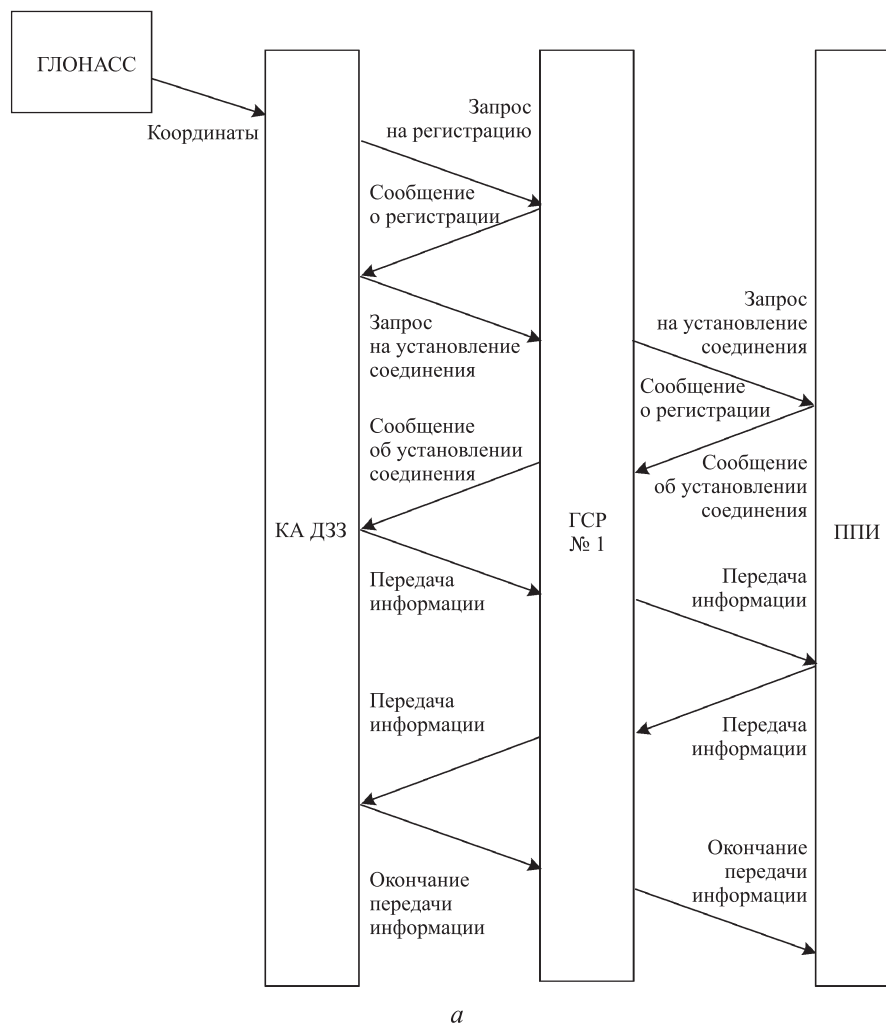 ГЛОНАСС
Координаты
Запрос
на регистрацию
Сообщение
о регистрации
Запрос
на установление
соединения
Запрос
на установление
соединения
Сообщение
о регистрации
Сообщение
об установлении
соединения
Сообщение
об установлении
соединения
КА ДЗЗ
ГСР
№ 1
ППИ
Передача
информации
Передача
информации
Передача
информации
Передача
информации
Окончание
передачи
информации
Окончание
передачи
информации
а